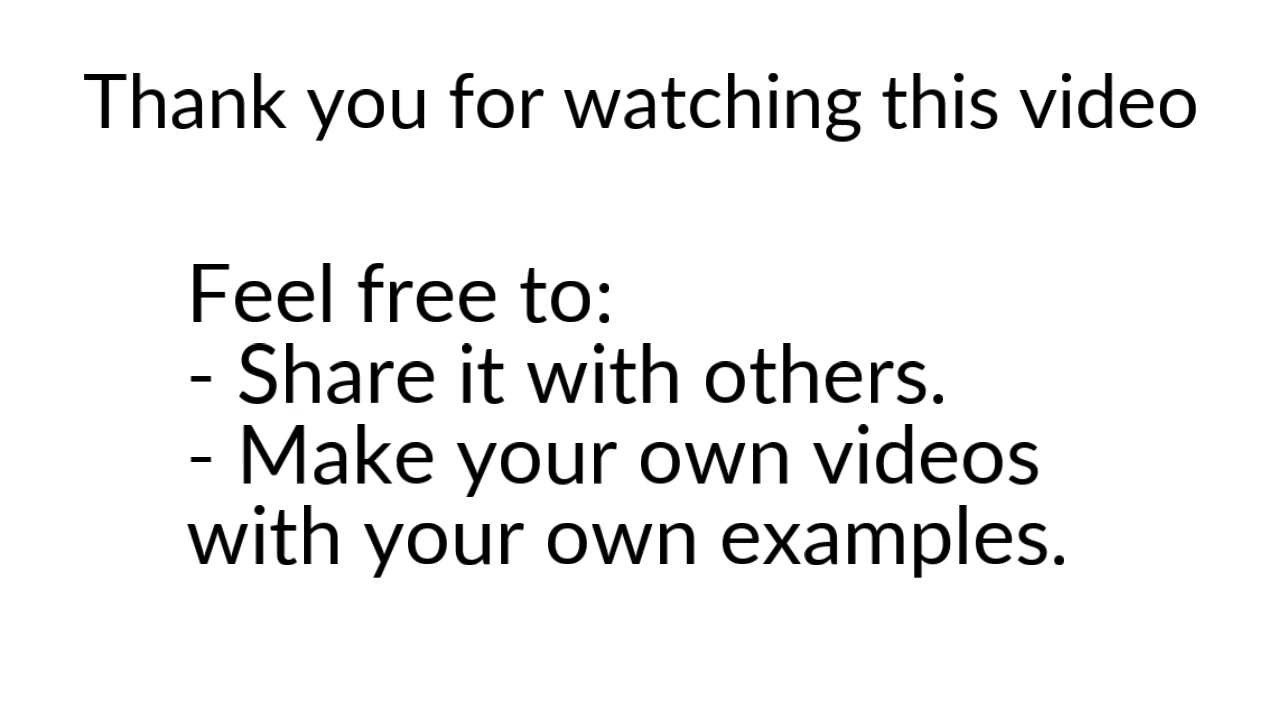 Thank you for watching this video
Feel free to:
- Share it with others.
- Make your own videos
with your own examples.